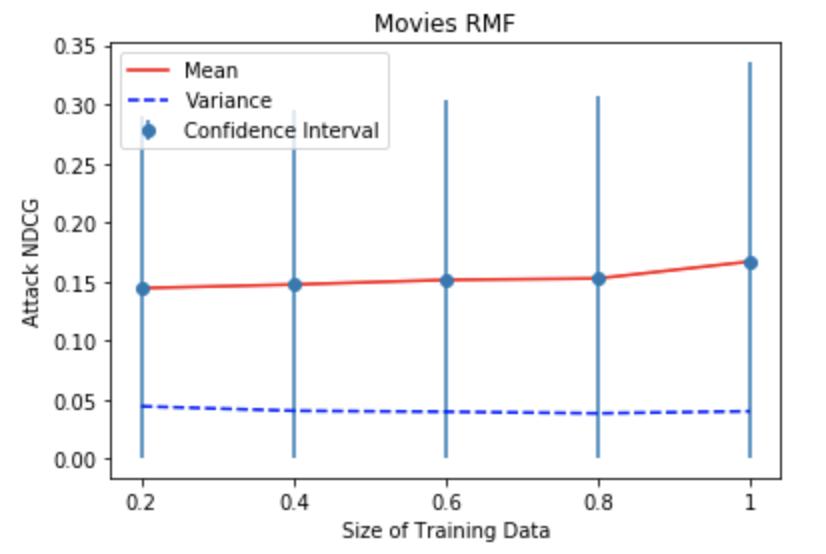 Movies RMF
0.35
0.30
0.25
0.20
0.15
0.10
0.05
0.00
Attack NDCG
Mean
Variance
Confidence Interval
0.2 0.4 0.6 0.8 1
Size of Training Data